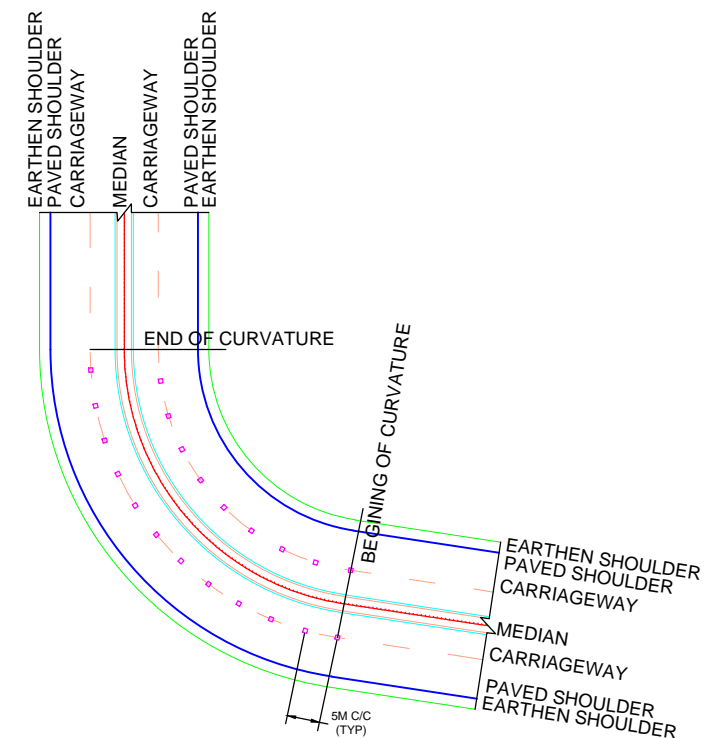 EARTHEN SHOULDER
PAVED SHOULDER
CARRIAGEWAY
MEDIAN
CARRIAGEWAY
PAVED SHOULDER
EARTHEN SHOULDER
END OF CURVATURE
BEGINING OF CURVATURE
EARTHEN SHOULDER
PAVED SHOULDER
CARRIAGEWAY
MEDIAN
CARRIAGEWAY
PAVED SHOULDER
EARTHEN SHOULDER
5M C/C
(TYP)